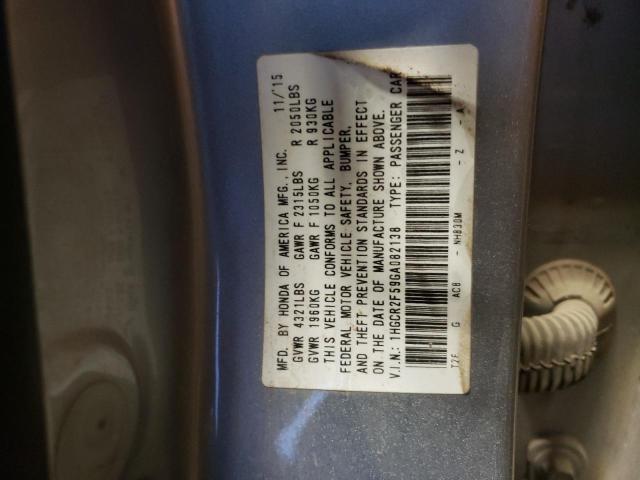 MFD. BY HONDA OF AMERICA MFG., INC. 11/'15
GVWR 4321LBS GAWR F 2315LBS R 2050LBS
GVWR 1960KG GAWR F 1050KG R 930KG
THIS VEHICLE CONFORMS TO ALL APPLICABLE
FEDERAL MOTOR VEHICLE SAFETY, BUMPER,
AND THEFT PREVENTION STANDARDS IN EFFECT
ON THE DATE OF MANUFACTURE SHOWN ABOVE.
V.I.N.: 1HGCR2F59GA082138 TYPE: PASSENGER CAR
T2F G AC8 - NH830M - Z - A